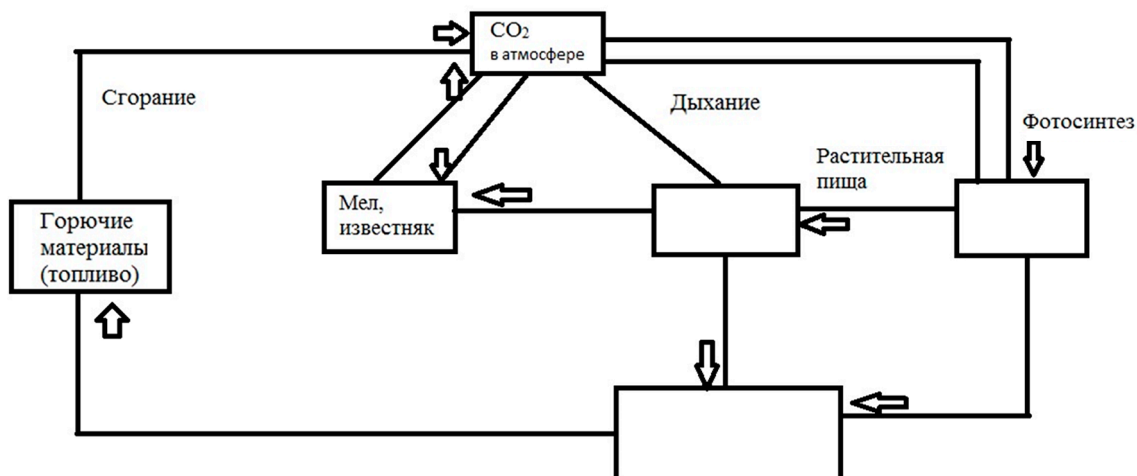 CO₂
в атмосфере
Сгорание
Дыхание
Фотосинтез
Растительная
пища
Мел,
известняк
Горючие
материалы
(топливо)